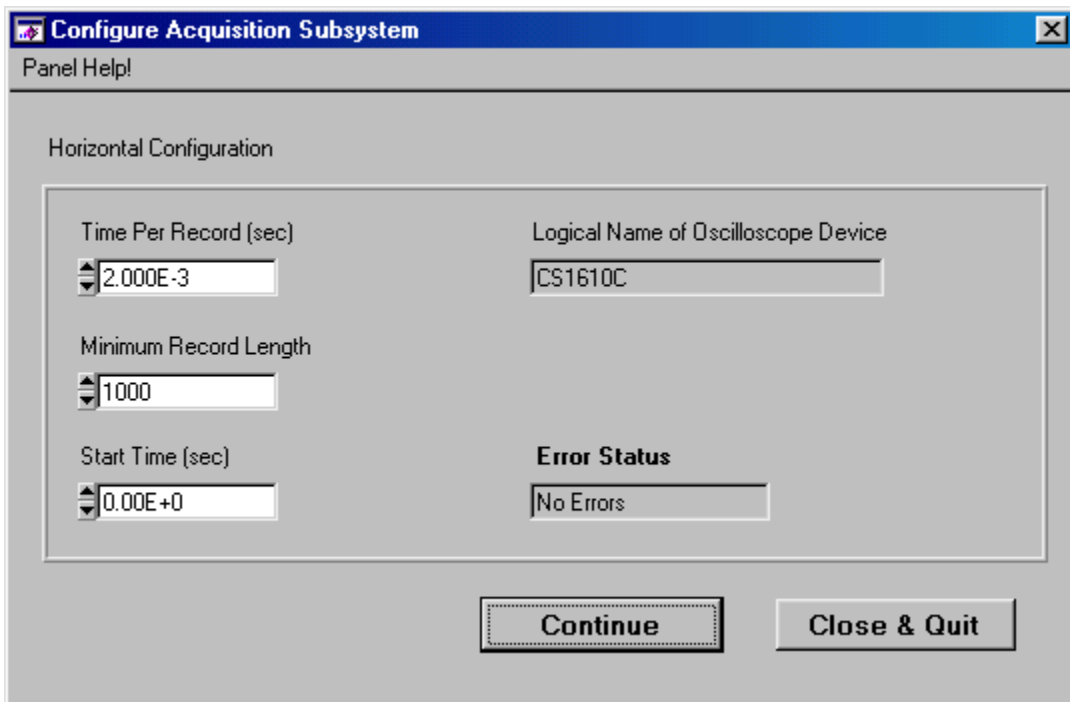 Configure Acquisition Subsystem
Panel Help!
Horizontal Configuration
Time Per Record (sec)
2.000E-3
Logical Name of Oscilloscope Device
CS1610C
Minimum Record Length
1000
Start Time (sec)
0.00E+0
Error Status
No Errors
Continue
Close & Quit